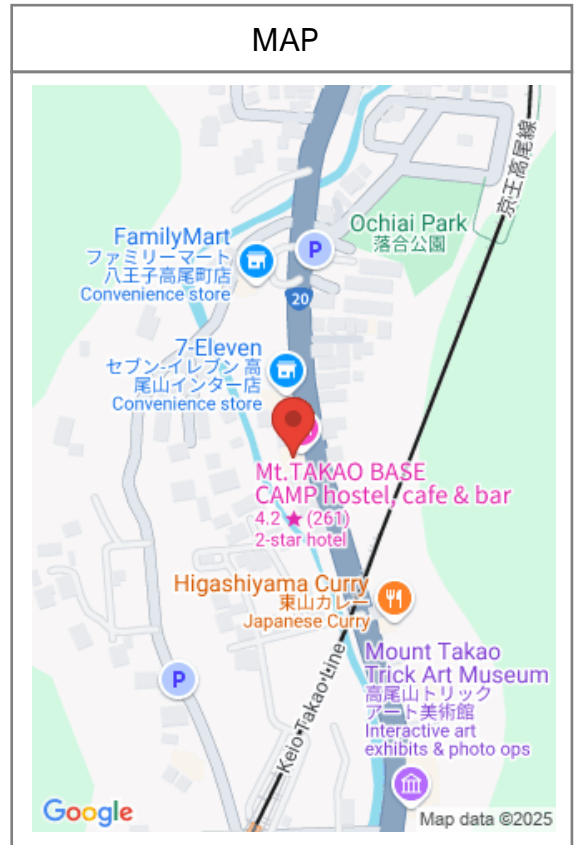 MAP
京王高尾線
Ochiai Park
落合公園
FamilyMart
ファミリーマート
八王子高尾町店
Convenience store
P
20
7-Eleven
セブン-イレブン 高
尾山インター店
Convenience store
Mt.TAKAO BASE
CAMP hostel, cafe & bar
4.2 ★ (261)
2-star hotel
Higashiyama Curry
東山カレー
Japanese Curry
Mount Takao
Trick Art Museum
高尾山トリック
アート美術館
Interactive art
exhibits & photo ops
P
Keio-Takao-Line
Google
Map data ©2025